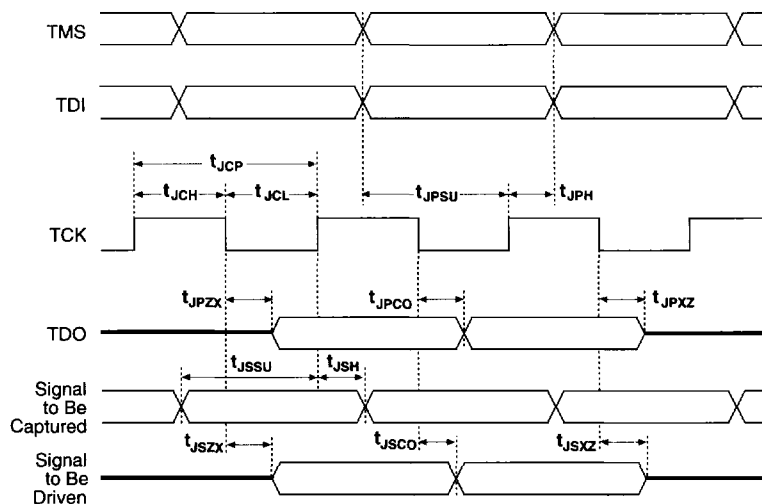 TMS
TDI
tJCP
tJCH tJCL tJPSU tJPH
TCK
tJPZX tJPCO tJPXZ
TDO
tJSSU tJSH
Signal
to Be
Captured
tJSZX tJSCO tJSXZ
Signal
to Be
Driven